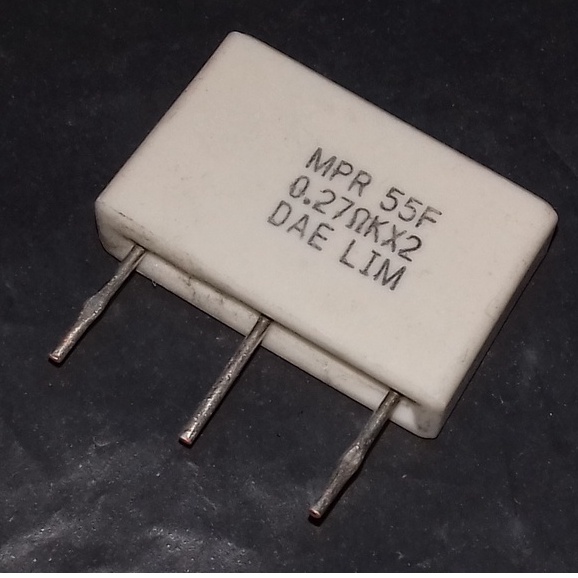 MPR 55F
0.27ΩKX2
DAE LIM